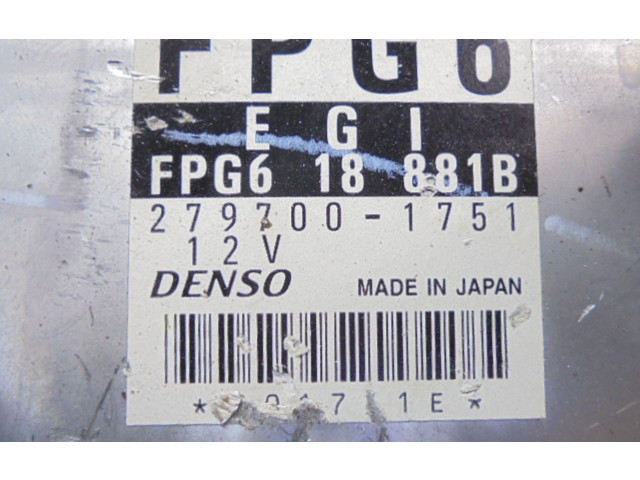 FPG6
E G I
FPG6 18 881B
279700-1751
12V
DENSO MADE IN JAPAN